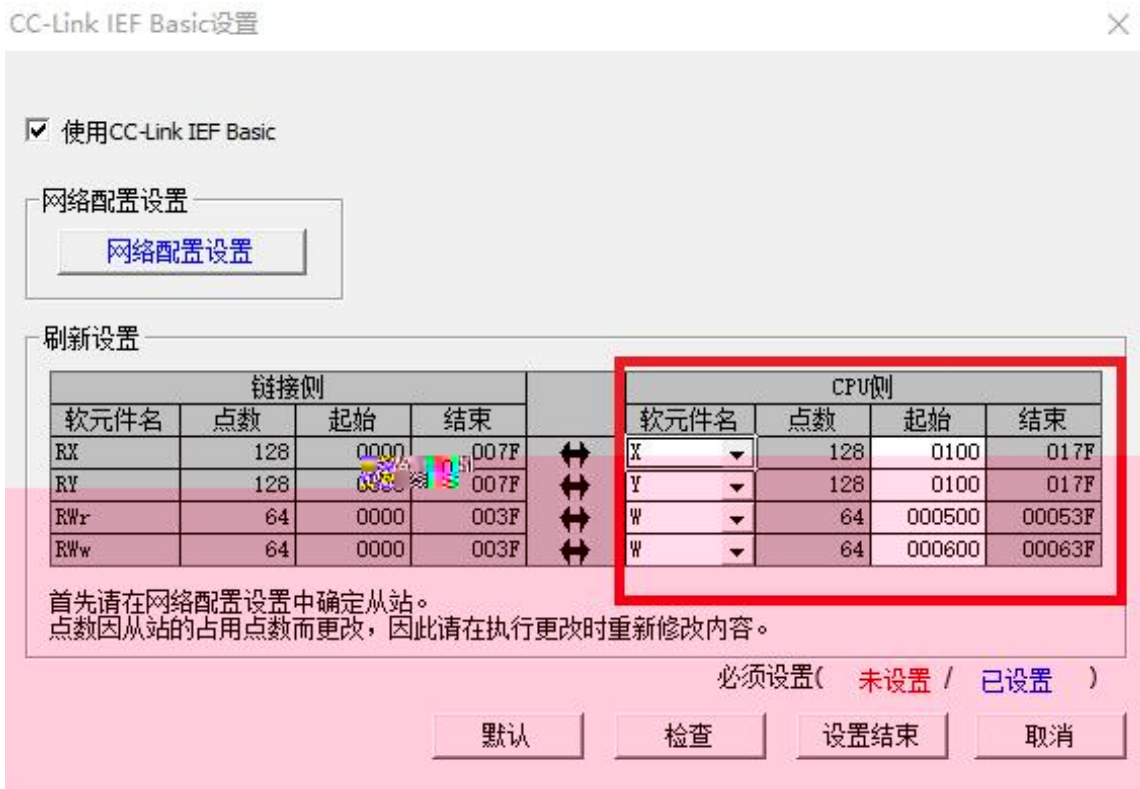 CC-Link IEF Basic设置
使用CC-Link IEF Basic
网络配置设置
网络配置设置
刷新设置
链接侧 CPU侧
软元件名 点数 起始 结束 软元件名 点数 起始 结束
RX 128 0000 007F X 128 0100 017F
RY 128 007F Y 128 0100 017F
RWr 64 0000 003F W 64 000500 00053F
RWw 64 0000 003F W 64 000600 00063F
首先请在网络配置设置中确定从站。
点数因从站的占用点数而更改，因此请在执行更改时重新修改内容。
必须设置( 未设置 / 已设置 )
默认 检查 设置结束 取消